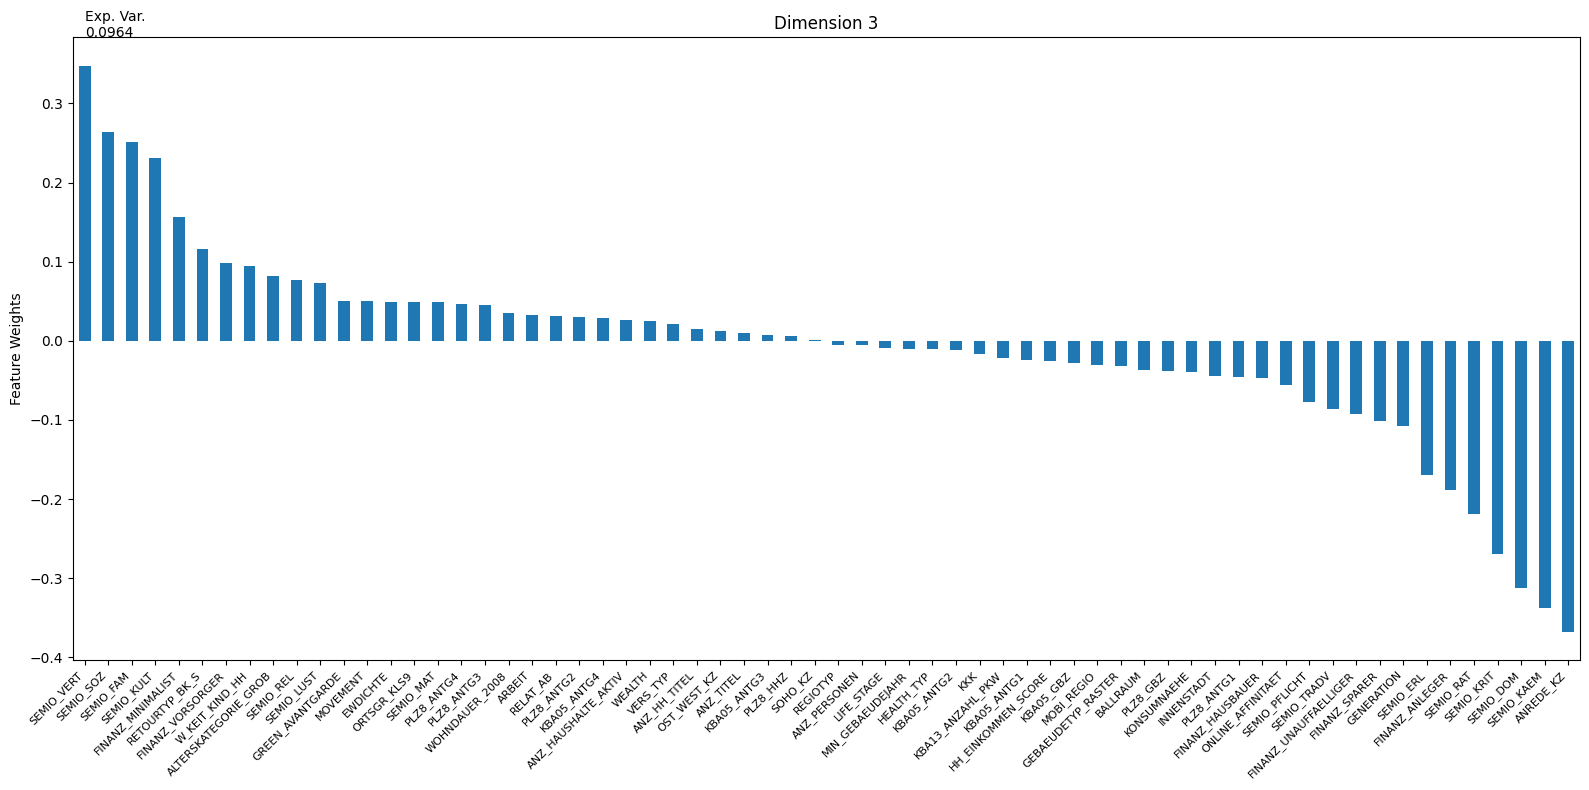 Exp. Var.
0.0964
Dimension 3
Feature Weights
0.3
0.2
0.1
0.0
−0.1
−0.2
−0.3
−0.4
SEMIO_VERT
SEMIO_SOZ
SEMIO_FAM
SEMIO_KULT
FINANZ_MINIMALIST
RETOURTYP_BK_S
FINANZ_VORSORGER
W_KEIT_KIND_HH
ALTERSKATEGORIE_GROB
SEMIO_REL
SEMIO_LUST
GREEN_AVANTGARDE
MOVEMENT
EWDICHTE
ORTSGR_KLS9
SEMIO_MAT
PLZ8_ANTG4
PLZ8_ANTG3
WOHNDAUER_2008
ARBEIT
RELAT_AB
PLZ8_ANTG2
KBA05_ANTG4
ANZ_HAUSHALTE_AKTIV
WEALTH
VERS_TYP
ANZ_HH_TITEL
OST_WEST_KZ
ANZ_TITEL
KBA05_ANTG3
PLZ8_HHZ
SOHO_KZ
REGIOTYP
ANZ_PERSONEN
LIFE_STAGE
MIN_GEBAEUDEJAHR
HEALTH_TYP
KBA05_ANTG2
KKK
KBA13_ANZAHL_PKW
KBA05_ANTG1
HH_EINKOMMEN_SCORE
KBA05_GBZ
MOBI_REGIO
GEBAEUDETYP_RASTER
BALLRAUM
PLZ8_GBZ
KONSUMNAEHE
INNENSTADT
PLZ8_ANTG1
FINANZ_HAUSBAUER
ONLINE_AFFINITAET
SEMIO_PFLICHT
SEMIO_TRADV
FINANZ_UNAUFFAELLIGER
FINANZ_SPARER
GENERATION
SEMIO_ERL
FINANZ_ANLEGER
SEMIO_RAT
SEMIO_KRIT
SEMIO_DOM
SEMIO_KAEM
ANREDE_KZ